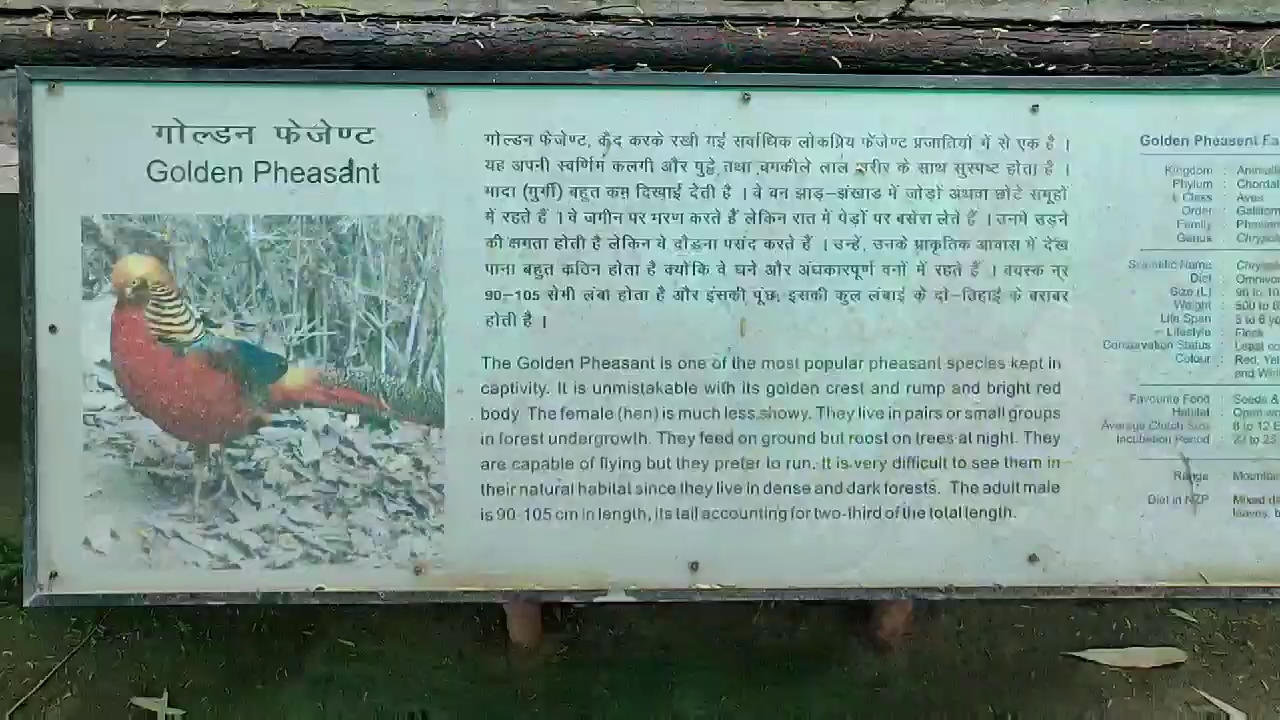 गोल्डन फेजेण्ट
Golden Pheasant
गोल्डन फेजेण्ट, कैद करके रखी गई सर्वाधिक लोकप्रिय फेजेण्ट प्रजातियों में से एक है ।
यह अपनी स्वर्णिम कलगी और पुट्ठे तथा चमकीले लाल शरीर के साथ सुस्पष्ट होता है ।
मादा (मुर्गी) बहुत कम दिखाई देती है । वे वन झाड़-झंखाड में जोड़ों अथवा छोटे समूहों
में रहते हैं । वे जमीन पर भरण करते हैं लेकिन रात में पेड़ों पर बसेरा लेते हैं । उनमें उड़ने
की क्षमता होती है लेकिन वे दौड़ना पसंद करते हैं । उन्हें, उनके प्राकृतिक आवास में देख
पाना बहुत कठिन होता है क्योंकि वे घने और अंधकारपूर्ण वनों में रहते हैं । वयस्क नर
90-105 सेमी लंबा होता है और इसकी पूंछ, इसकी कुल लंबाई के दो-तिहाई के बराबर
होती है ।
The Golden Pheasant is one of the most popular pheasant species kept in
captivity. It is unmistakable with its golden crest and rump and bright red
body. The female (hen) is much less showy. They live in pairs or small groups
in forest undergrowth. They feed on ground but roost on trees at night. They
are capable of flying but they prefer to run. It is very difficult to see them in
their natural habital since they live in dense and dark forests. The adult male
is 90-105 cm in length, its tail accounting for two-third of the total length.
Golden Pheasent Fa
Kingdom : Animalia
Phylum : Chordat
Class : Aves
Order : Galliform
Family : Phasian
Genus : Chrysol
Scientific Name : Chrysol
Diet : Omnivor
Size (L) : 90 to 10
Weight : 500 to
Life Span : 5 to 6 ye
Lifestyle : Flock
Conservation Status : Least co
Colour : Red, Yel
and Whit
Favourite Food : Seeds &
Habitat : Open wo
Average Clutch Size : 8 to 12 E
Incubation Period : 22 to 23
Range : Mountai
Diet in NZP : Mixed di
leaves, b